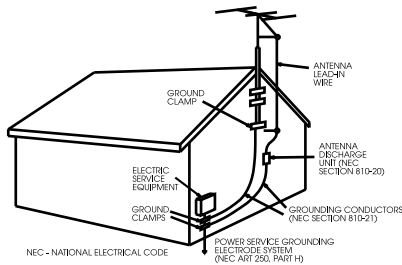 ANTENNA
LEAD-IN
WIRE
GROUND
CLAMP
ANTENNA
DISCHARGE
UNIT (NEC
SECTION 810-20)
ELECTRIC
SERVICE
EQUIPMENT
GROUND
CLAMPS
GROUNDING CONDUCTORS
(NEC SECTION 810-21)
POWER SERVICE GROUNDING
ELECTRODE SYSTEM
(NEC ART 250, PART H)
NEC - NATIONAL ELECTRICAL CODE